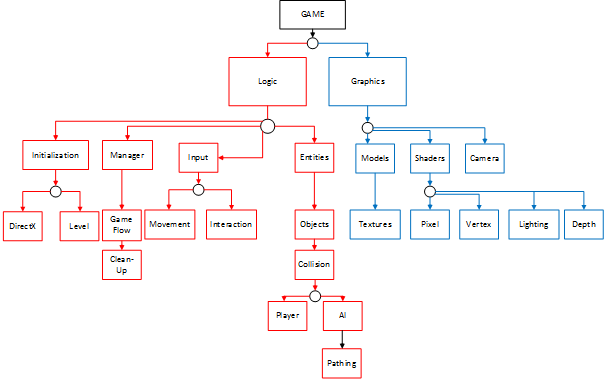 GAME
Logic
Graphics
Initialization
Manager
Input
Entities
Models
Shaders
Camera
DirectX
Level
Game
Flow
Movement
Interaction
Objects
Textures
Pixel
Vertex
Lighting
Depth
Clean-
Up
Collision
Player
AI
Pathing